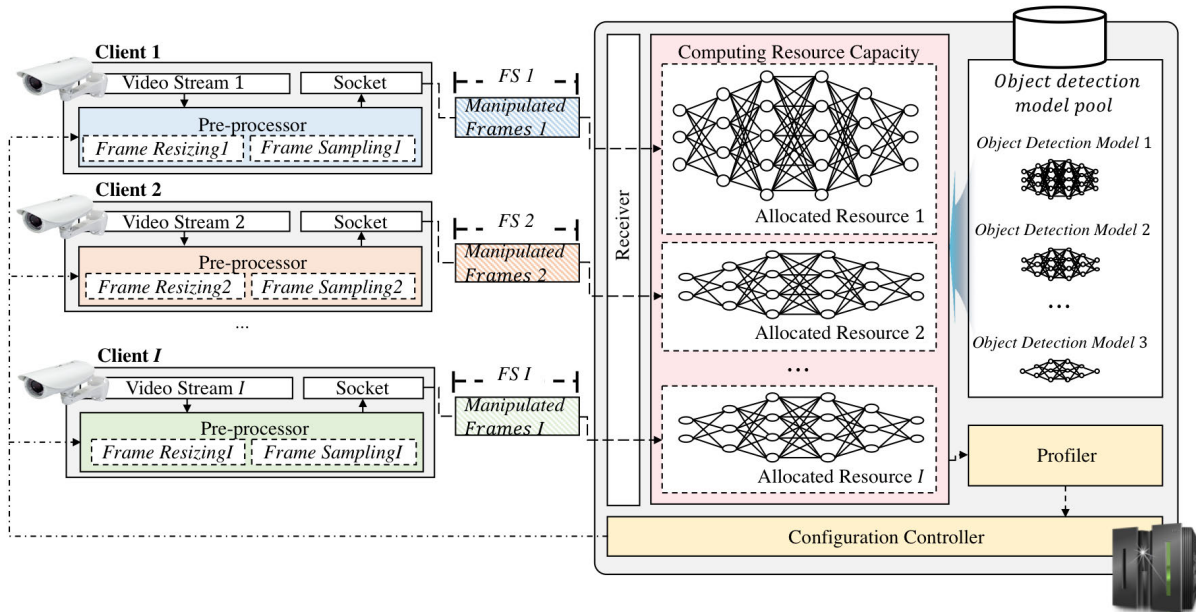 Client 1
Video Stream 1
Socket
Pre-processor
Frame Resizing1
Frame Sampling1
FS 1
Manipulated
Frames 1
Client 2
Video Stream 2
Socket
Pre-processor
Frame Resizing2
Frame Sampling2
FS 2
Manipulated
Frames 2
...
Client I
Video Stream I
Socket
Pre-processor
Frame ResizingI
Frame SamplingI
FS I
Manipulated
Frames I
Receiver
Computing Resource Capacity
Allocated Resource 1
Allocated Resource 2
...
Allocated Resource I
Object detection
model pool
Object Detection Model 1
Object Detection Model 2
...
Object Detection Model 3
Profiler
Configuration Controller